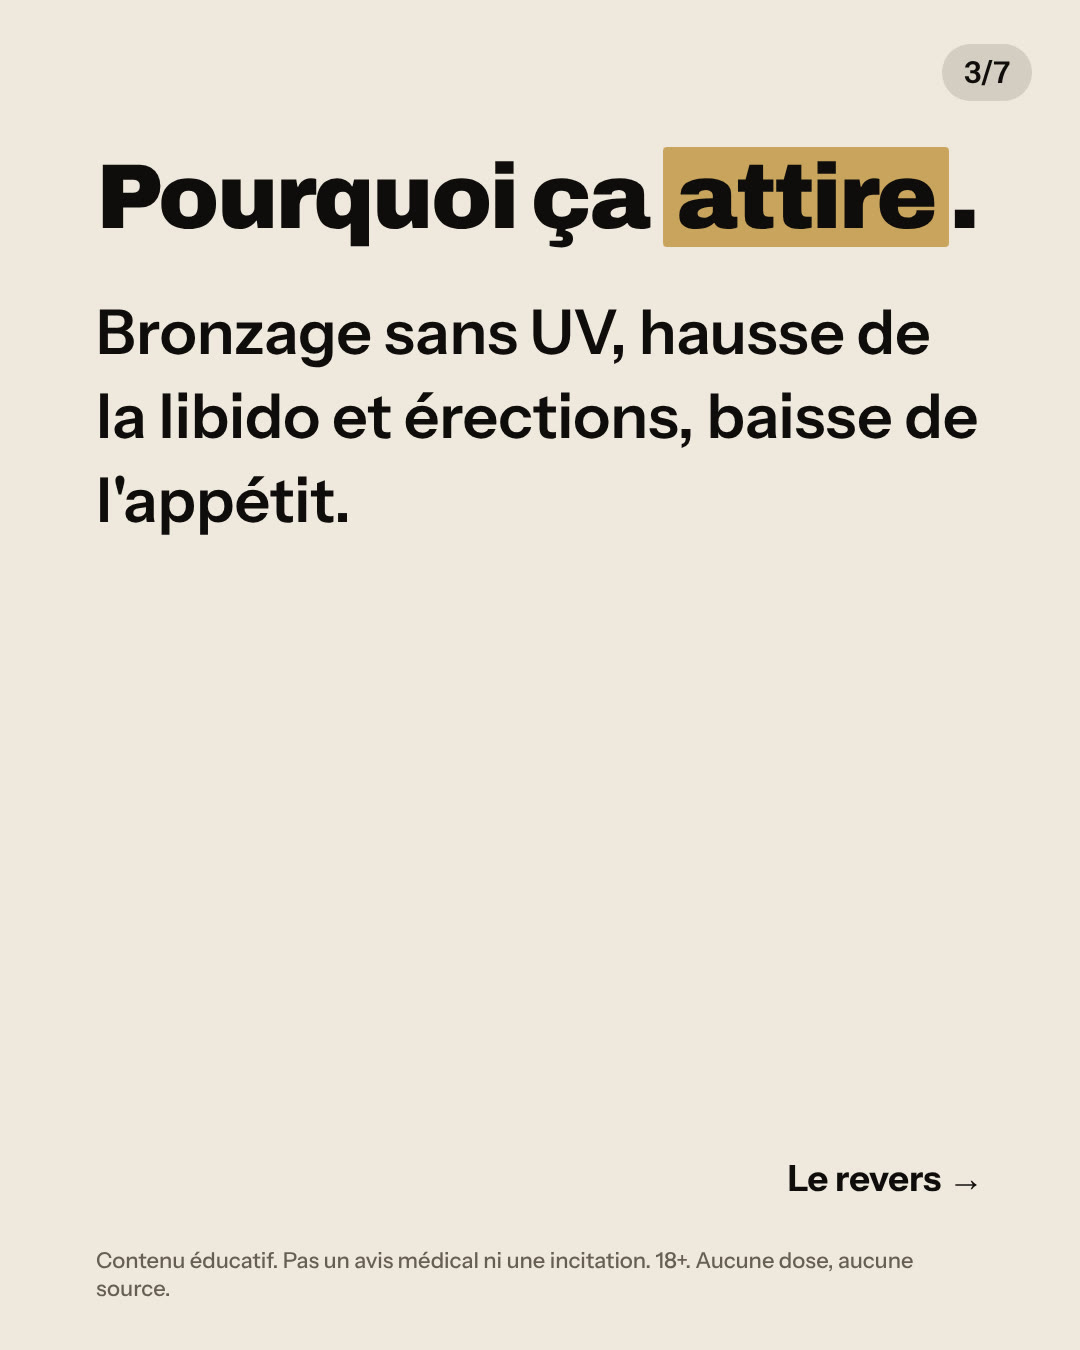 3/7
Pourquoi ça attire.
Bronzage sans UV, hausse de
la libido et érections, baisse de
l'appétit.
Le revers →
Contenu éducatif. Pas un avis médical ni une incitation. 18+. Aucune dose, aucune
source.